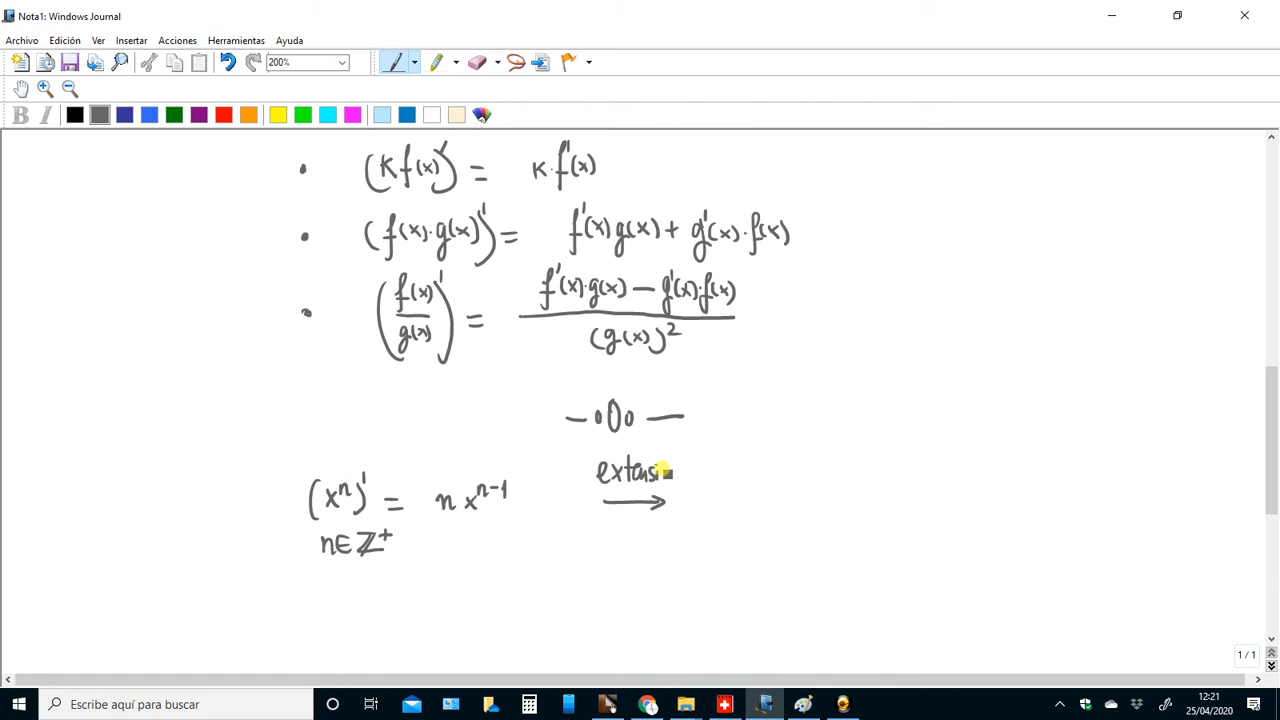 Nota1: Windows Journal
Archivo Edición Ver Insertar Acciones Herramientas Ayuda
200%
B I
• (K f(x))' = K·f'(x)
• (f(x)·g(x))' = f'(x) g(x) + g'(x)·f(x)
• (f(x)/g(x))' = (f'(x)·g(x) − g'(x)·f(x))/(g(x))²
—o0o—
extensi
(xⁿ)' = n xⁿ⁻¹ →
n∈ℤ⁺
1 / 1
Escribe aquí para buscar
12:21
25/04/2020